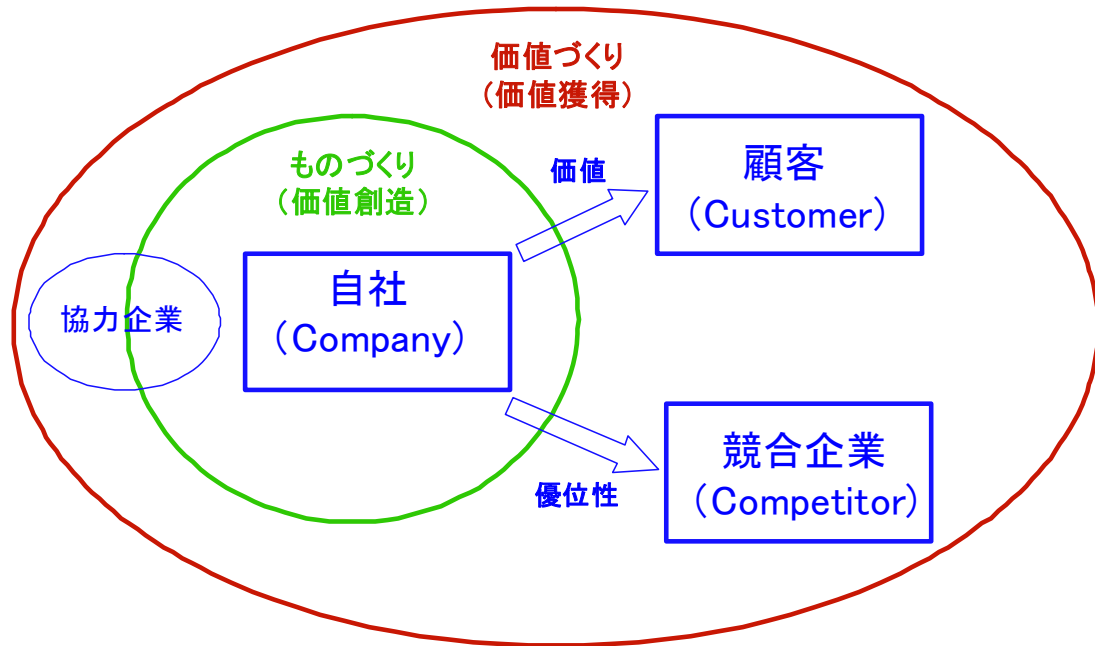 価値づくり
（価値獲得）
ものづくり
（価値創造）
価値
顧客
（Customer）
協力企業
自社
（Company）
優位性
競合企業
（Competitor）